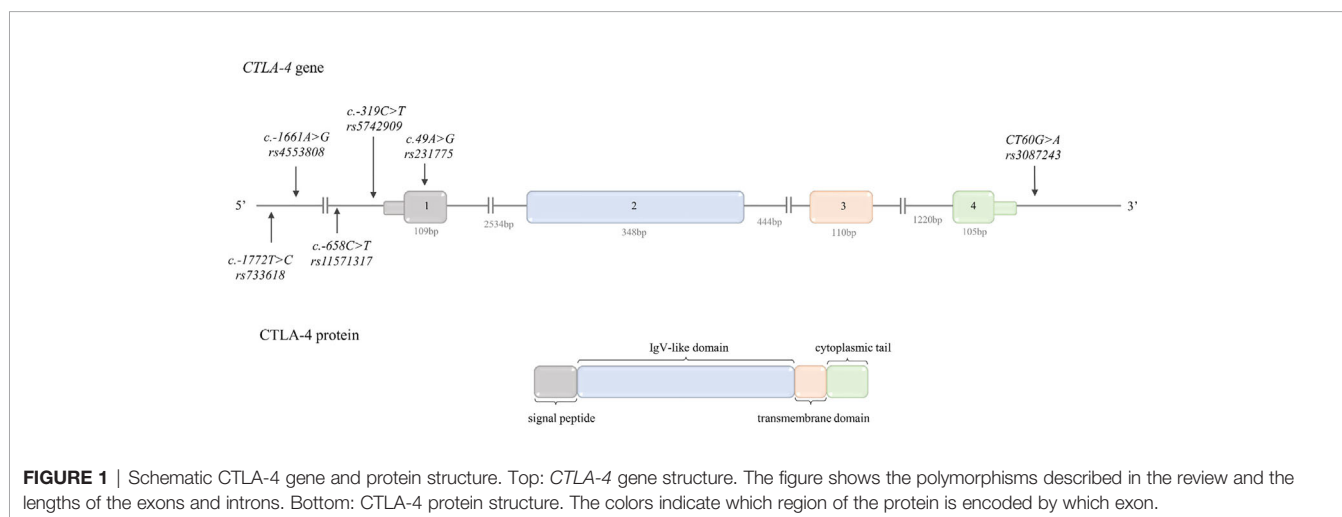 CTLA-4 gene
c.-1661A>G
rs4553808
c.-319C>T
rs5742909
c.49A>G
rs231775
CT60G>A
rs3087243
5’
1
2
3
4
3’
109bp
2534bp
348bp
444bp
110bp
1220bp
105bp
c.-1772T>C
rs733618
c.-658C>T
rs11571317
CTLA-4 protein
IgV-like domain
cytoplasmic tail
signal peptide
transmembrane domain
FIGURE 1 | Schematic CTLA-4 gene and protein structure. Top: CTLA-4 gene structure. The figure shows the polymorphisms described in the review and the
lengths of the exons and introns. Bottom: CTLA-4 protein structure. The colors indicate which region of the protein is encoded by which exon.